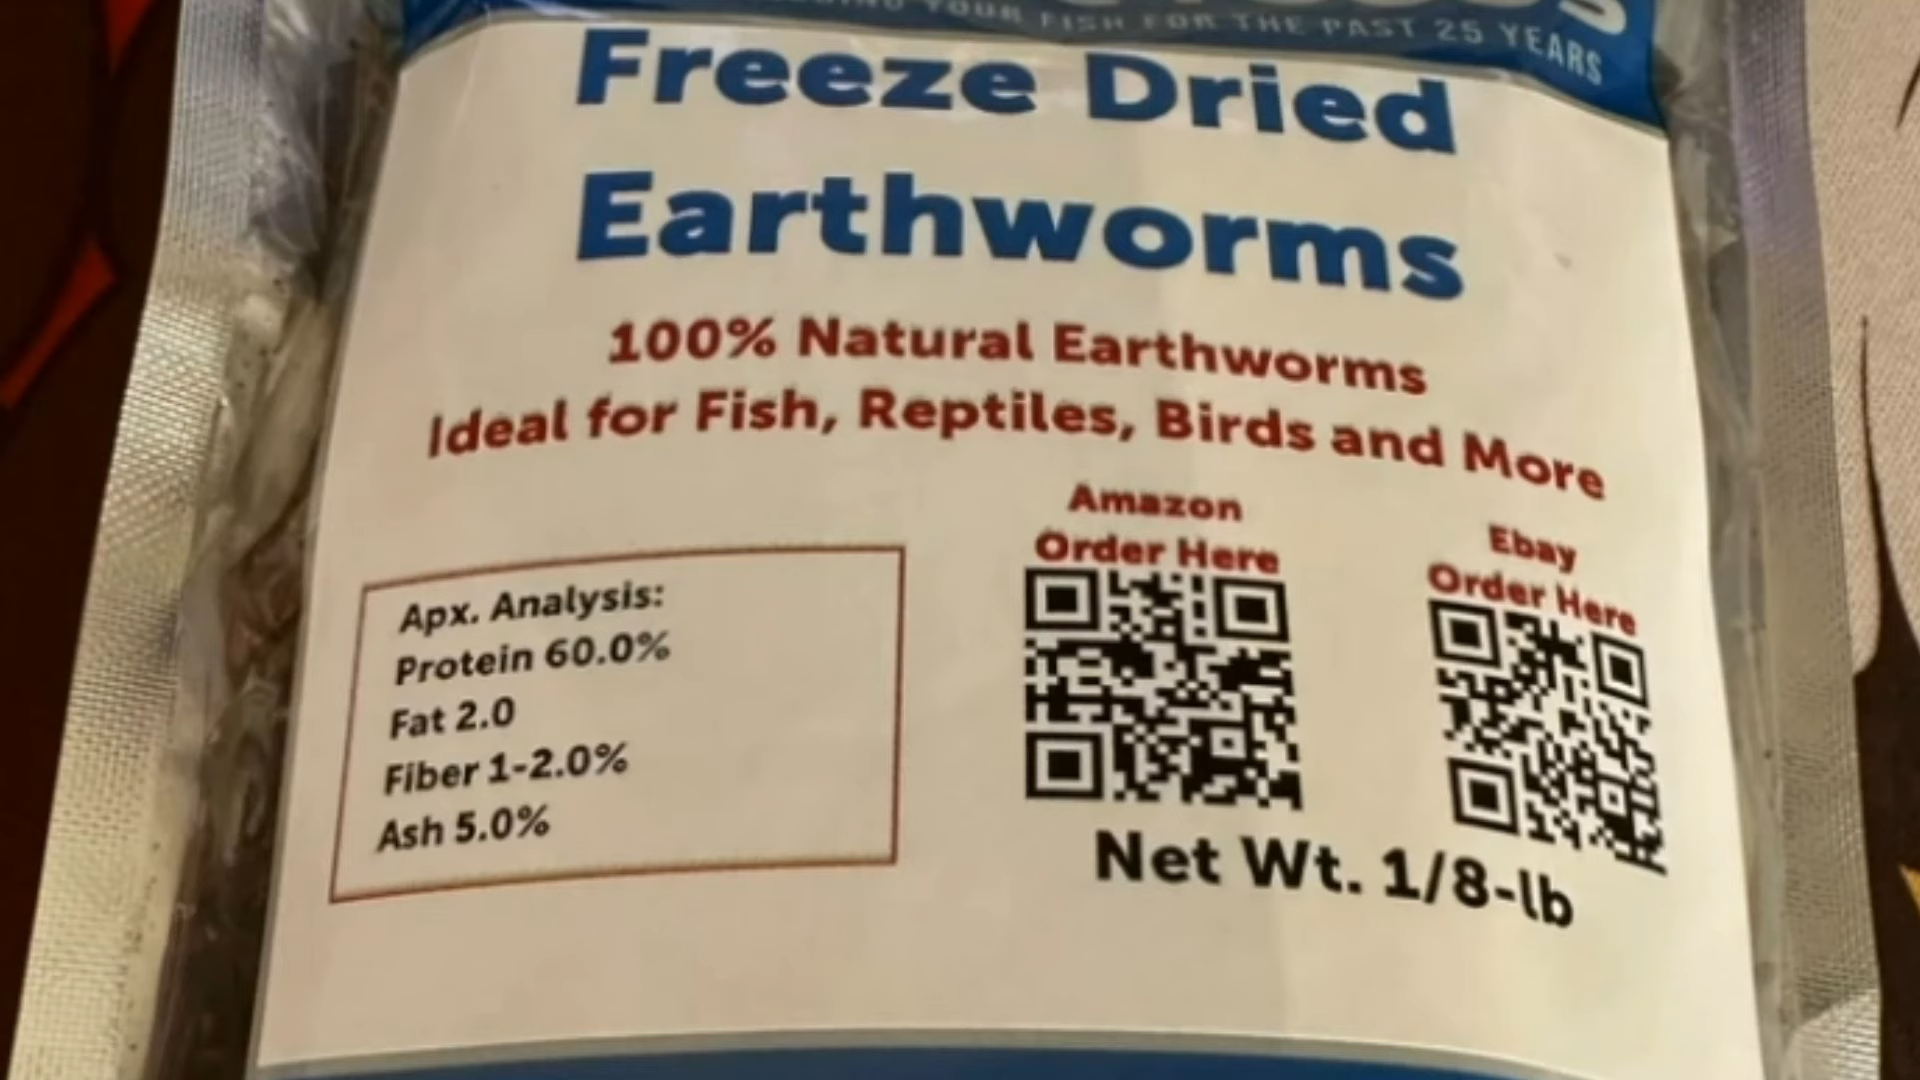 YOUR FISH FOR THE PAST 25 YEARS
Freeze Dried
Earthworms
100% Natural Earthworms
Ideal for Fish, Reptiles, Birds and More
Apx. Analysis:
Protein 60.0%
Fat 2.0
Fiber 1-2.0%
Ash 5.0%
Amazon
Order Here
Ebay
Order Here
Net Wt. 1/8-lb